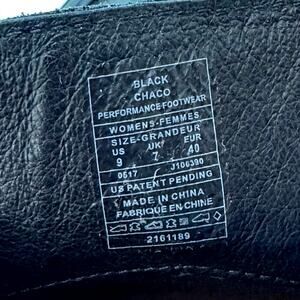 BLACK
CHACO
PERFORMANCE FOOTWEAR
WOMENS-FEMMES
SIZE-GRANDEUR
US UK EUR
9 7 40
0517 J106390
US PATENT PENDING
MADE IN CHINA
FABRIQUE EN CHINE
2161189